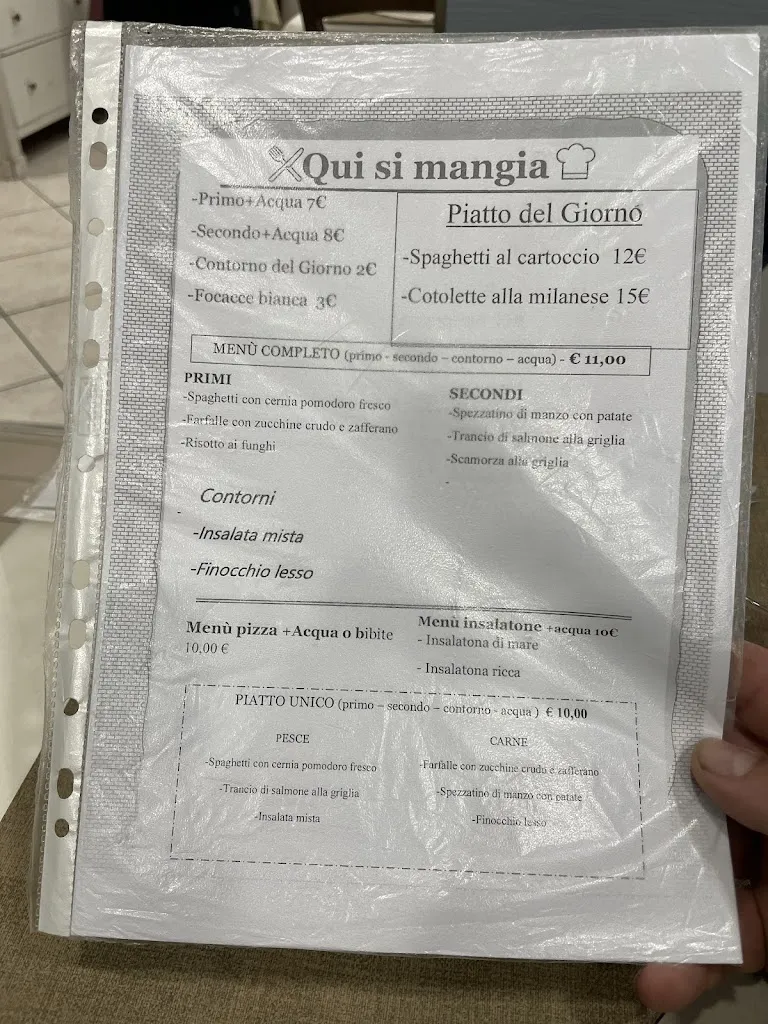 Qui si mangia
-Primo+Acqua 7€
-Secondo+Acqua 8€
-Contorno del Giorno 2€
-Focacce bianca 3€
Piatto del Giorno
-Spaghetti al cartoccio 12€
-Cotolette alla milanese 15€
MENÙ COMPLETO (primo - secondo – contorno – acqua) - € 11,00
PRIMI
-Spaghetti con cernia pomodoro fresco
-Farfalle con zucchine crudo e zafferano
-Risotto ai funghi
SECONDI
-Spezzatino di manzo con patate
-Trancio di salmone alla griglia
-Scamorza alla griglia
-
Contorni
-
-Insalata mista
-Finocchio lesso
Menù pizza +Acqua o bibite
10,00 €
Menù insalatone +acqua 10€
- Insalatona di mare
- Insalatona ricca
PIATTO UNICO (primo – secondo – contorno - acqua ) € 10,00
PESCE
-Spaghetti con cernia pomodoro fresco
-Trancio di salmone alla griglia
-Insalata mista
CARNE
-Farfalle con zucchine crudo e zafferano
-Spezzatino di manzo con patate
-Finocchio lesso